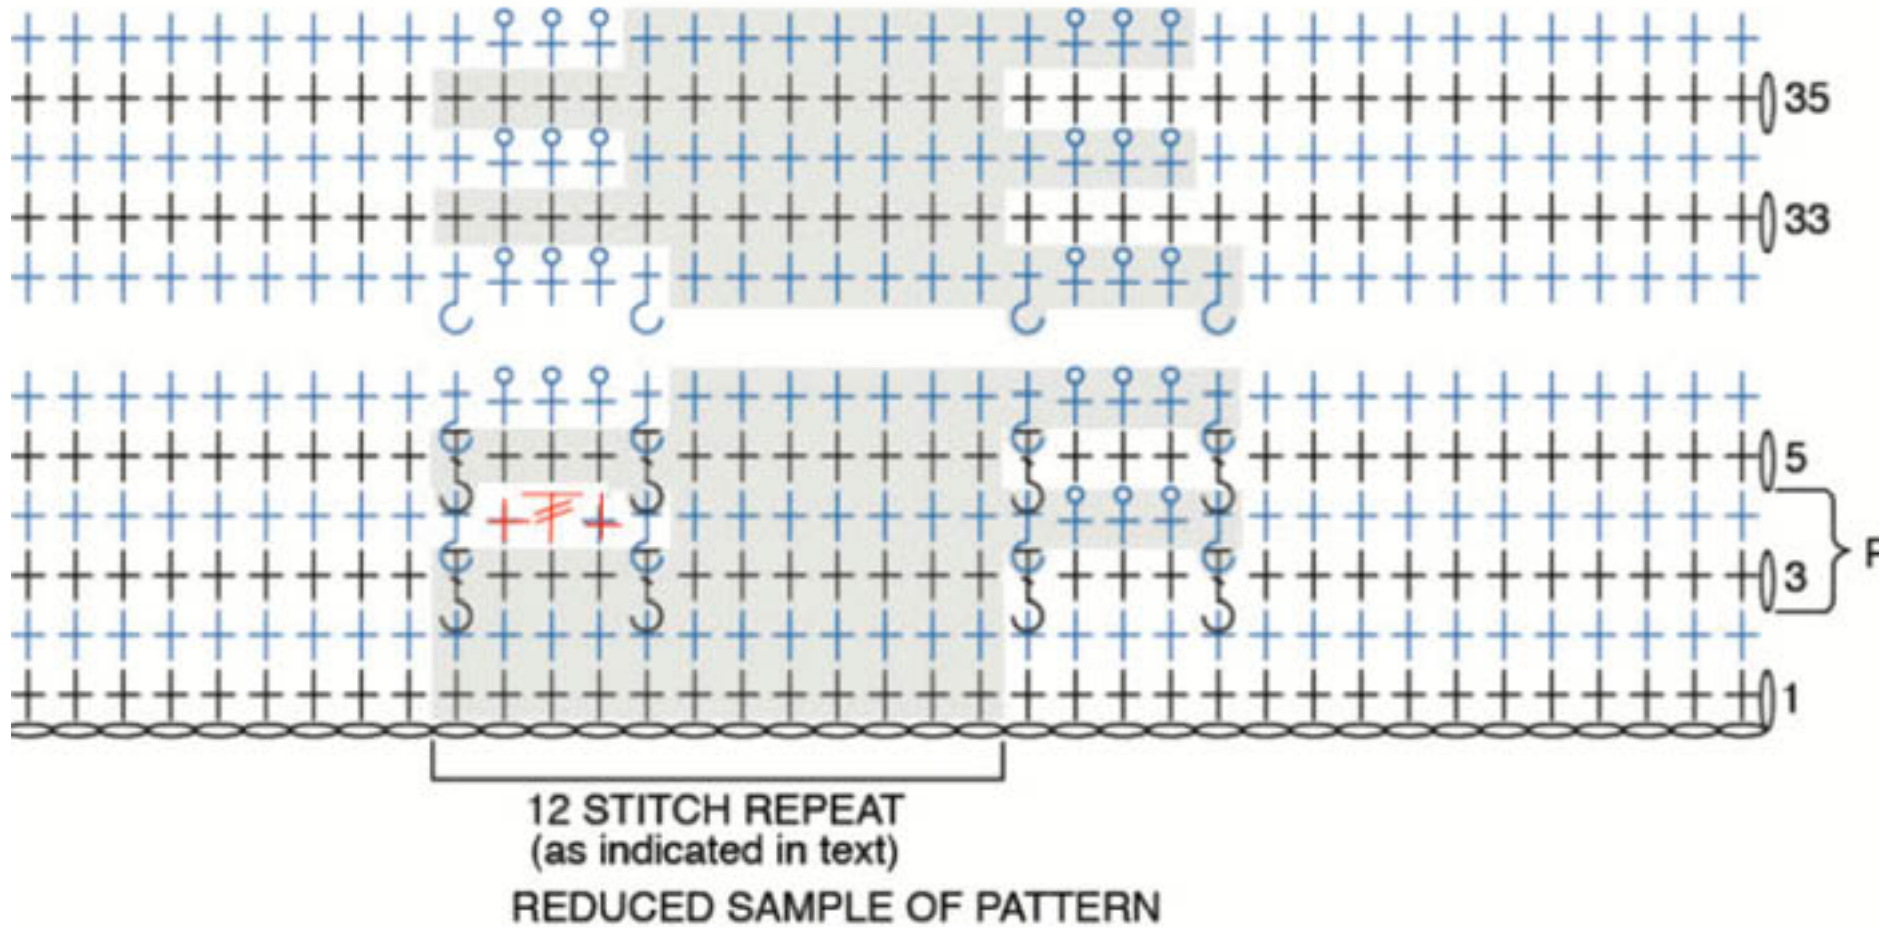 35
33
5
3
1
12 STITCH REPEAT
(as indicated in text)
REDUCED SAMPLE OF PATTERN